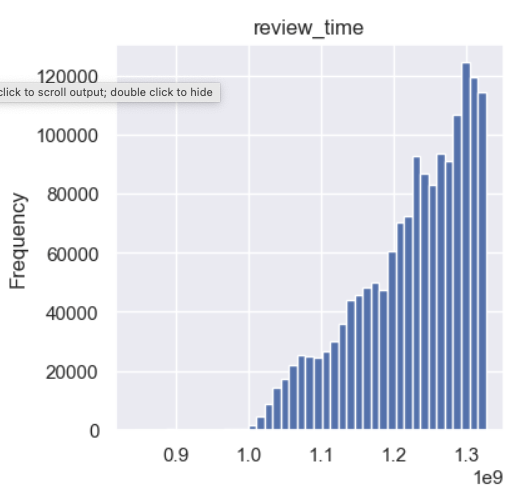 review_time
120000
click to scroll output; double click to hide
100000
80000
60000
40000
20000
0
Frequency
0.9 1.0 1.1 1.2 1.3
1e9